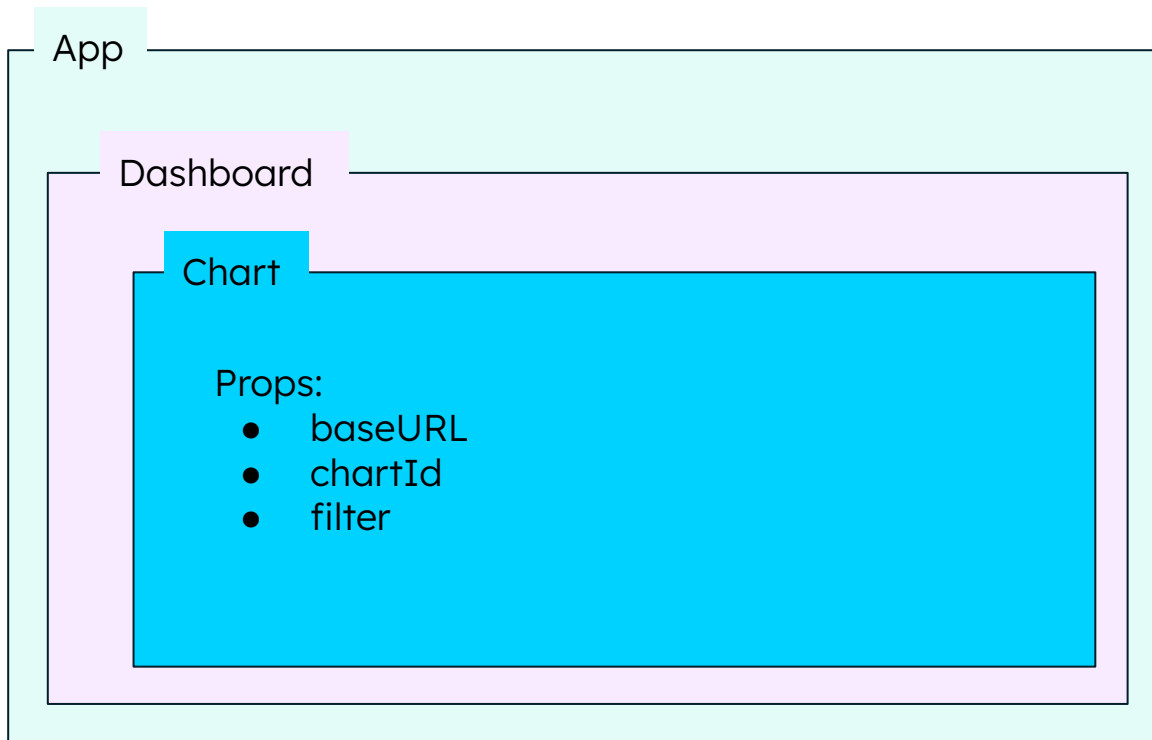 App
Dashboard
Chart
Props:
● baseURL
● chartId
● filter